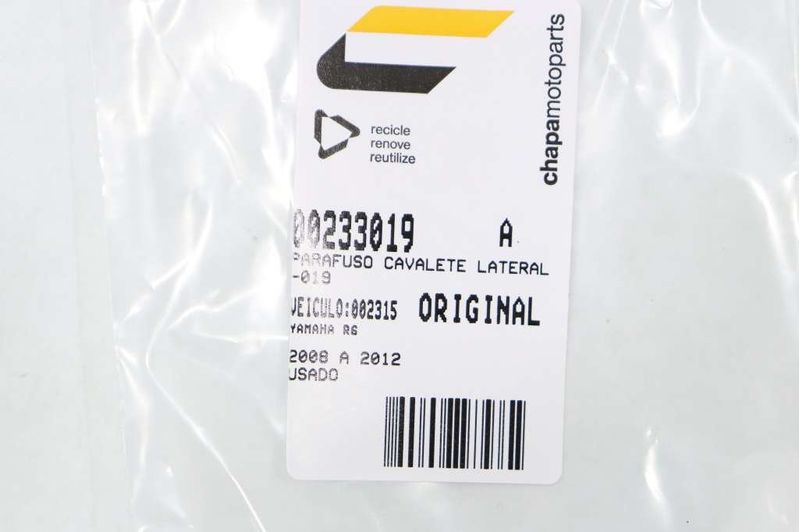 chapamotoparts
recicle
renove
reutilize
00233019 A
PARAFUSO CAVALETE LATERAL
-019
VEICULO:002315 ORIGINAL
YAMAHA R6
2008 A 2012
USADO